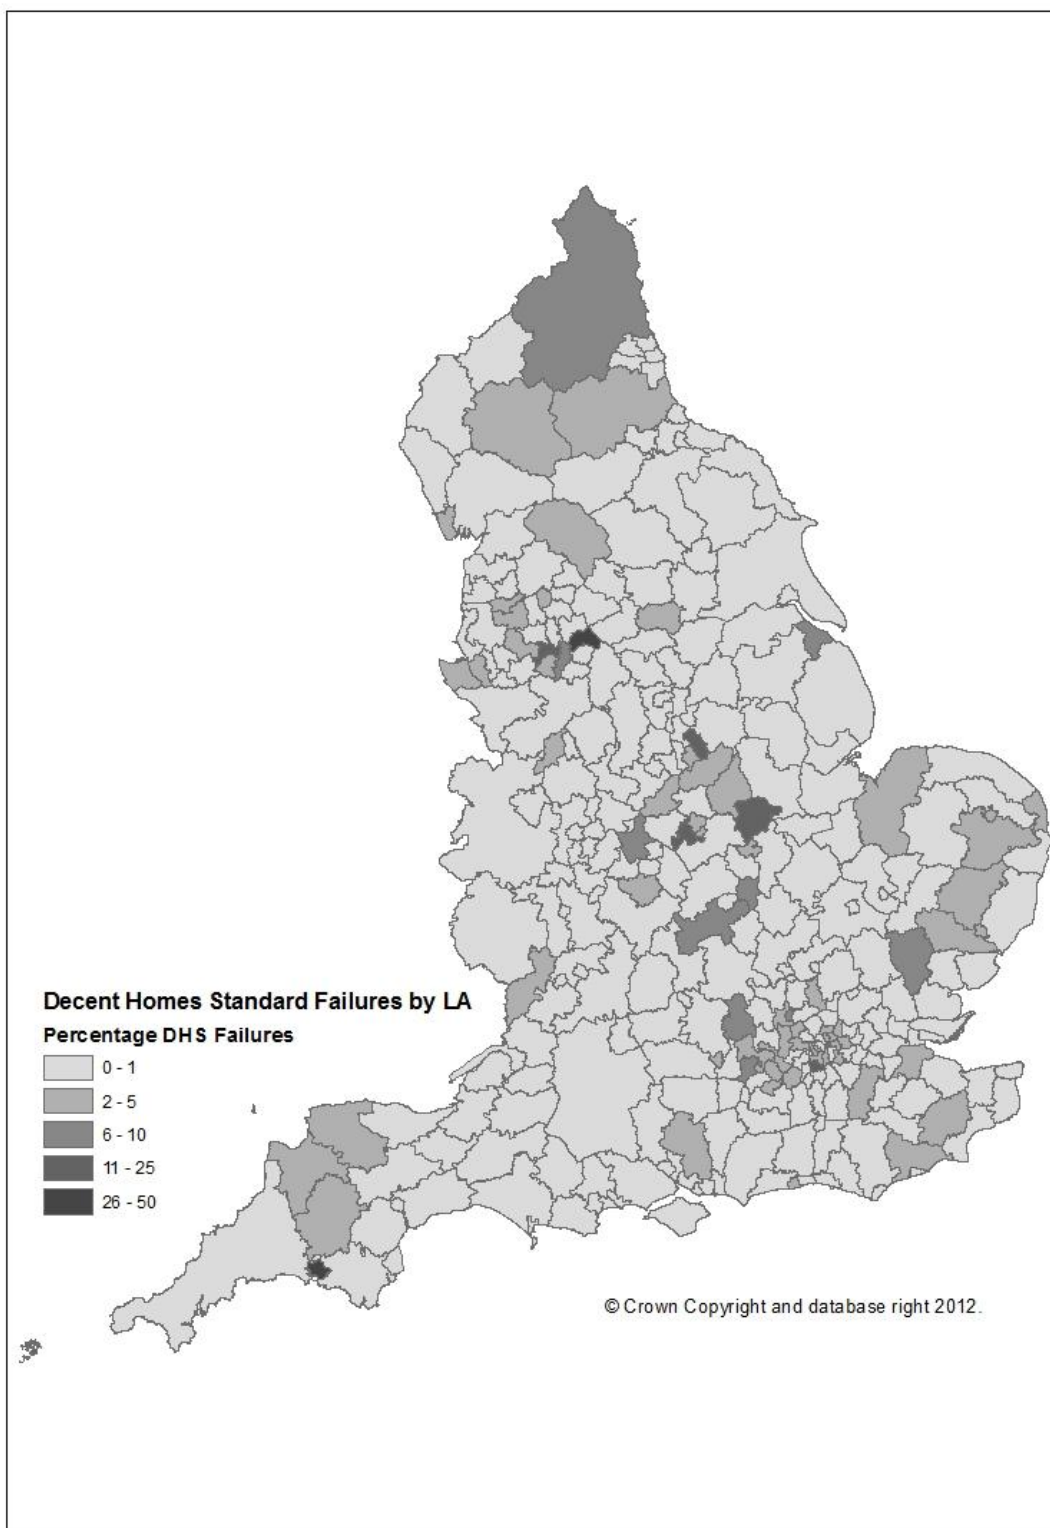 Decent Homes Standard Failures by LA
Percentage DHS Failures
0 - 1
2 - 5
6 - 10
11 - 25
26 - 50
© Crown Copyright and database right 2012.